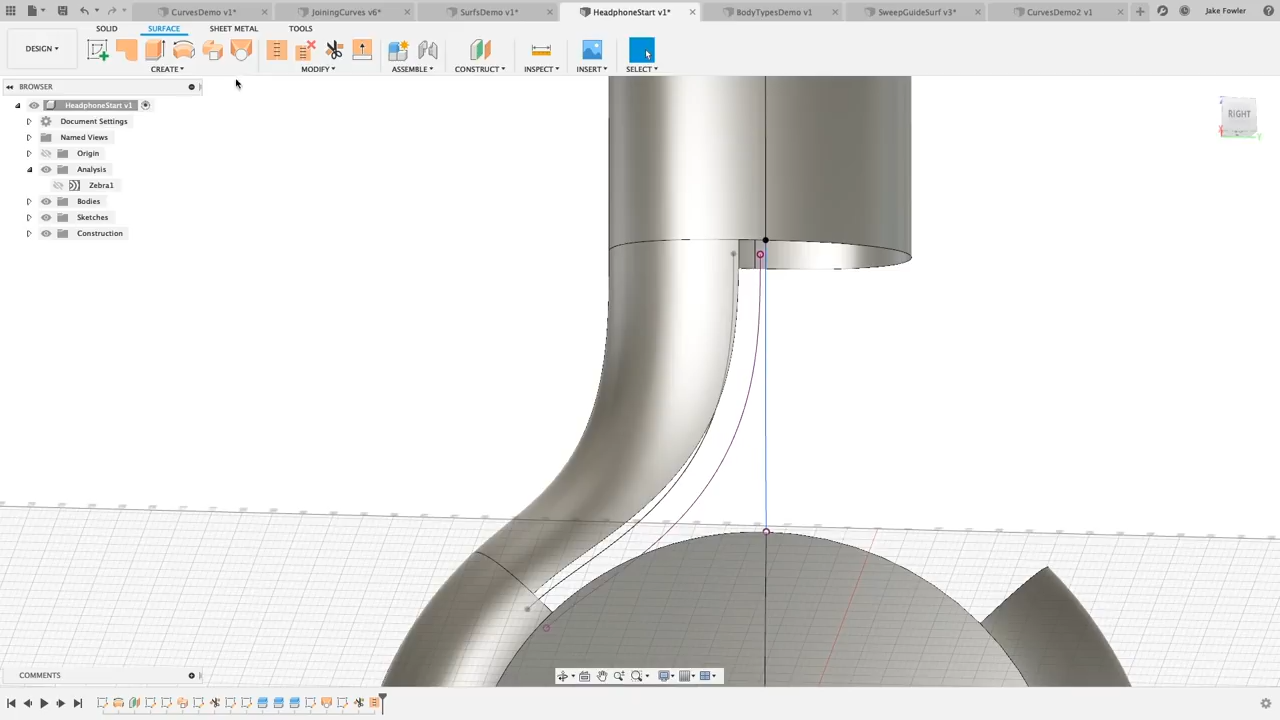 CurvesDemo v1*
JoiningCurves v6*
SurfsDemo v1*
HeadphoneStart v1*
BodyTypesDemo v1
SweepGuideSurf v3*
CurvesDemo2 v1
Jake Fowler
SOLID SURFACE SHEET METAL TOOLS
DESIGN
CREATE MODIFY ASSEMBLE CONSTRUCT INSPECT INSERT SELECT
BROWSER
HeadphoneStart v1
Document Settings
Named Views
Origin
Analysis
Zebra1
Bodies
Sketches
Construction
RIGHT
Z
X
Y
COMMENTS